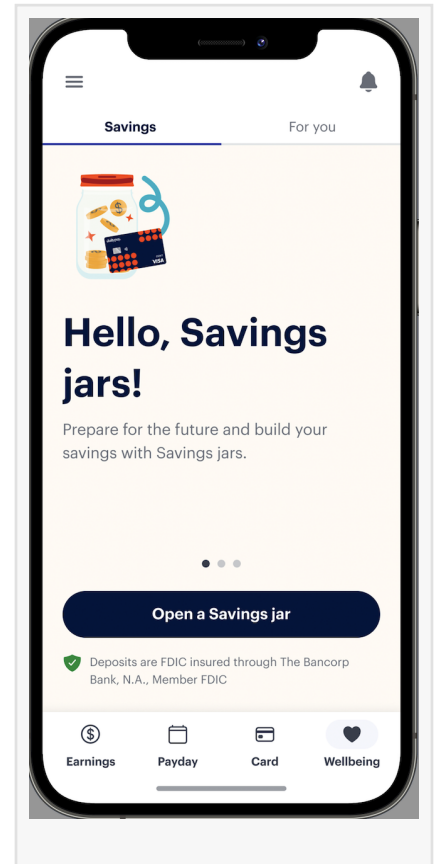 Savings
For you
VISA
Hello, Savings
jars!
Prepare for the future and build your
savings with Savings jars.
Open a Savings jar
Deposits are FDIC insured through The Bancorp
Bank, N.A., Member FDIC
Earnings
Payday
Card
Wellbeing